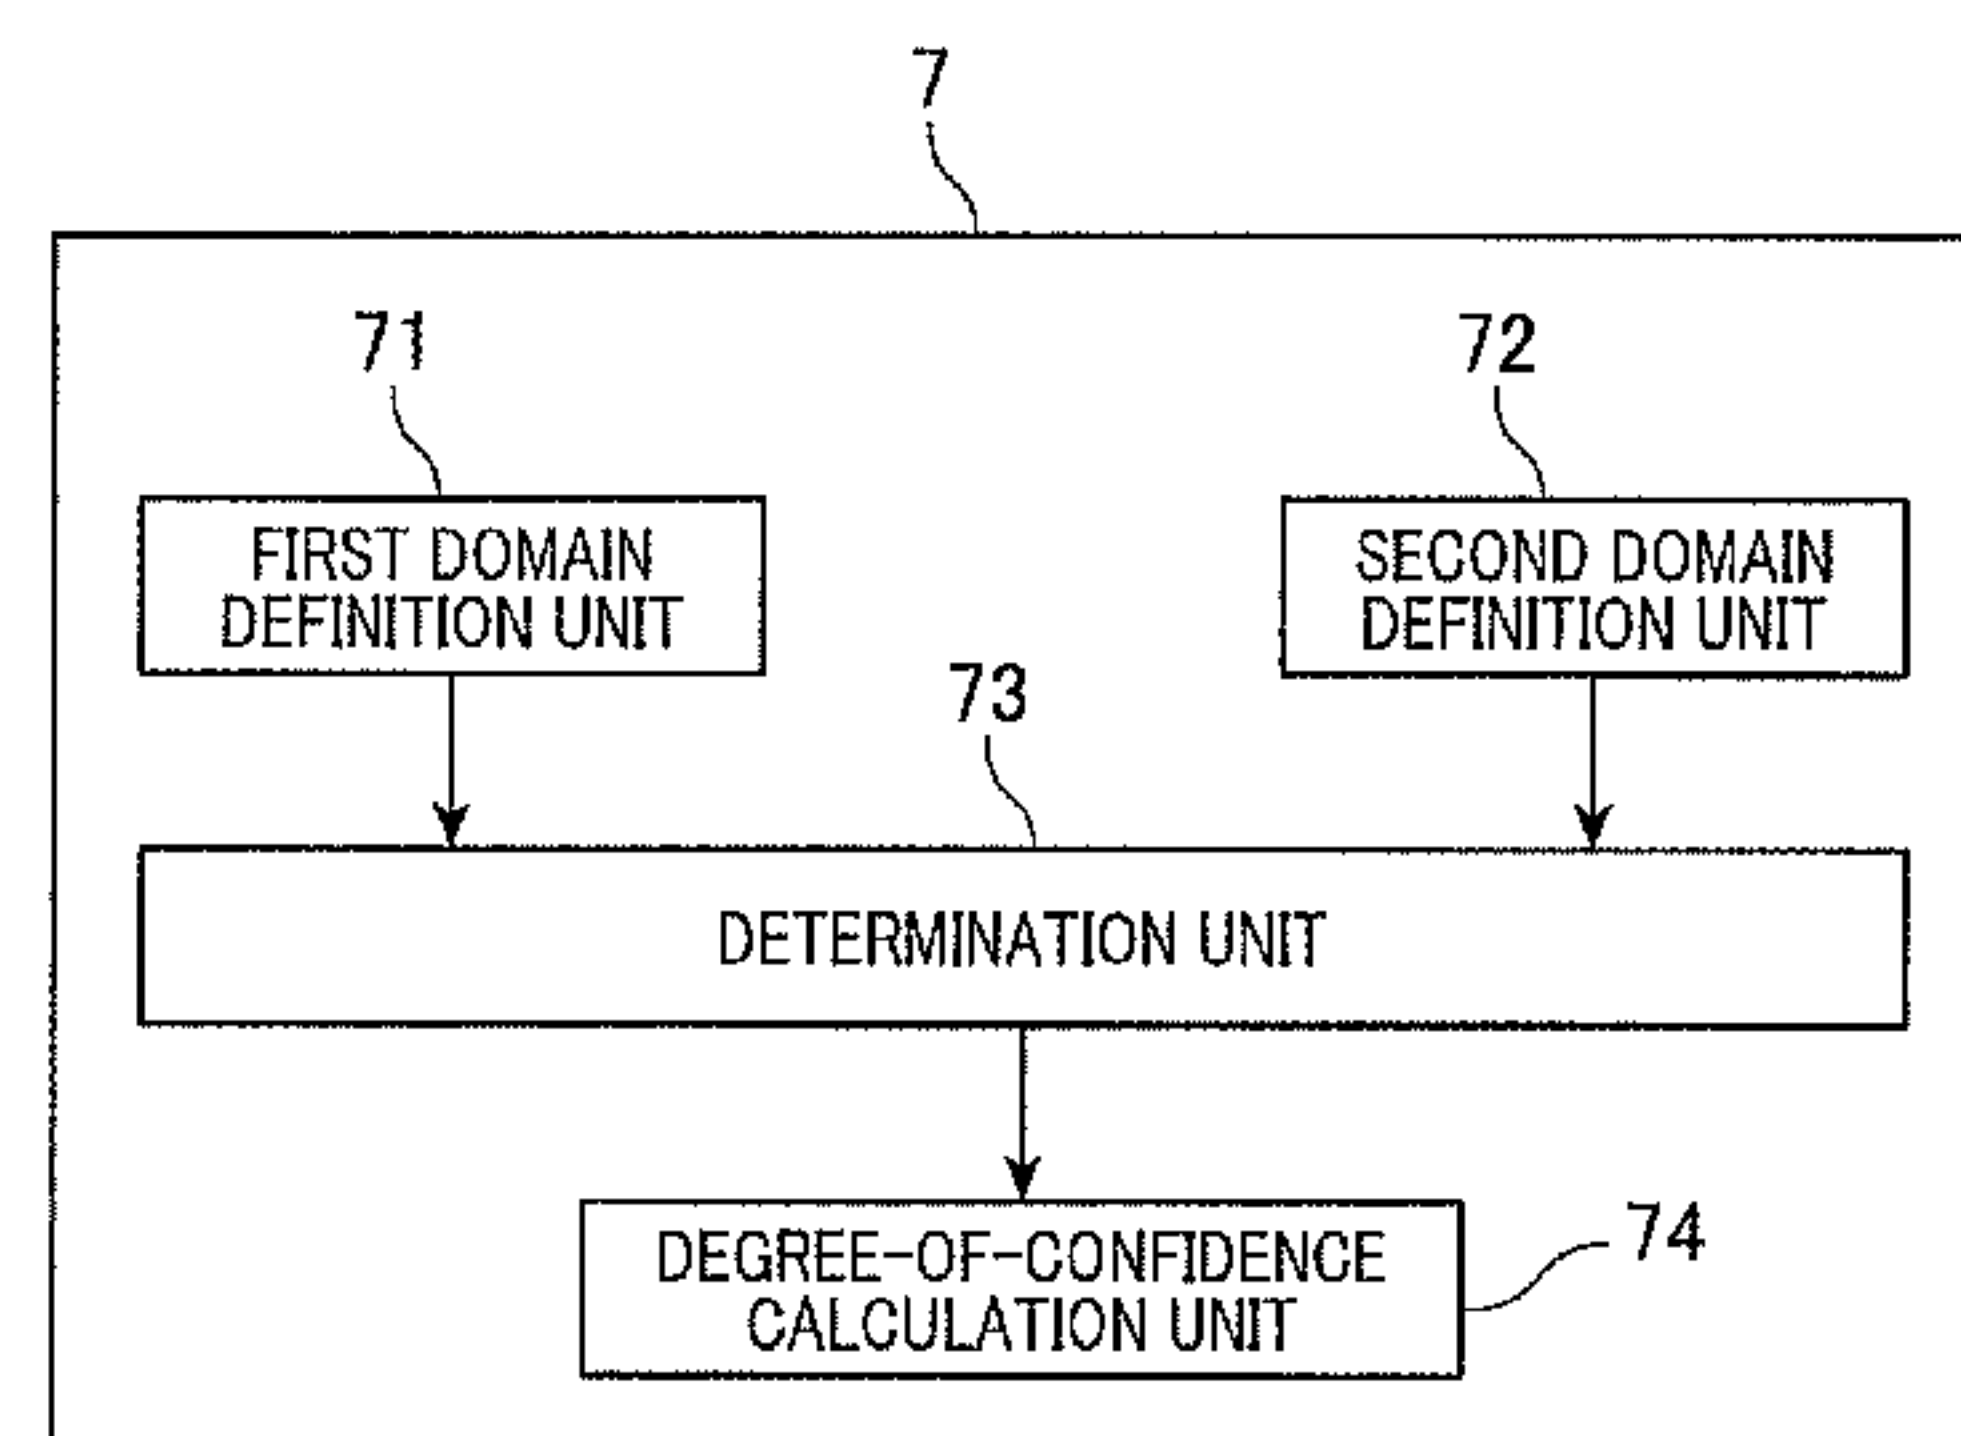 7
71
72
FIRST DOMAIN
DEFINITION UNIT
SECOND DOMAIN
DEFINITION UNIT
73
DETERMINATION UNIT
DEGREE-OF-CONFIDENCE
CALCULATION UNIT
74